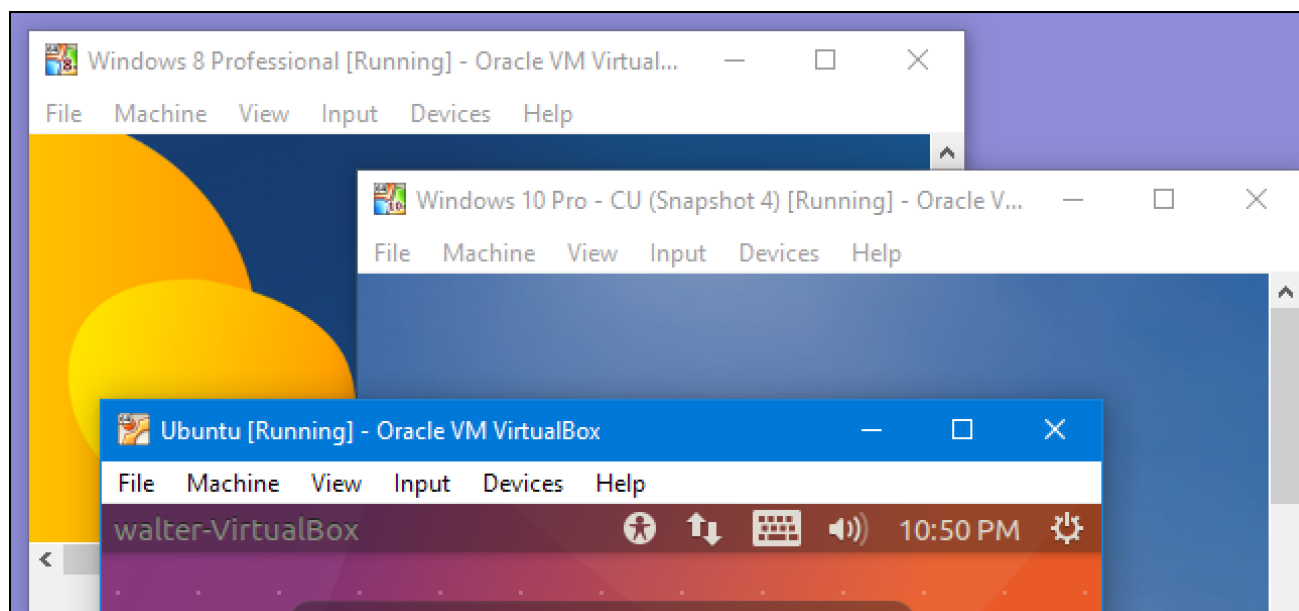 Windows 8 Professional [Running] - Oracle VM Virtual...
File Machine View Input Devices Help
Windows 10 Pro - CU (Snapshot 4) [Running] - Oracle V...
File Machine View Input Devices Help
Ubuntu [Running] - Oracle VM VirtualBox
File Machine View Input Devices Help
walter-VirtualBox 10:50 PM